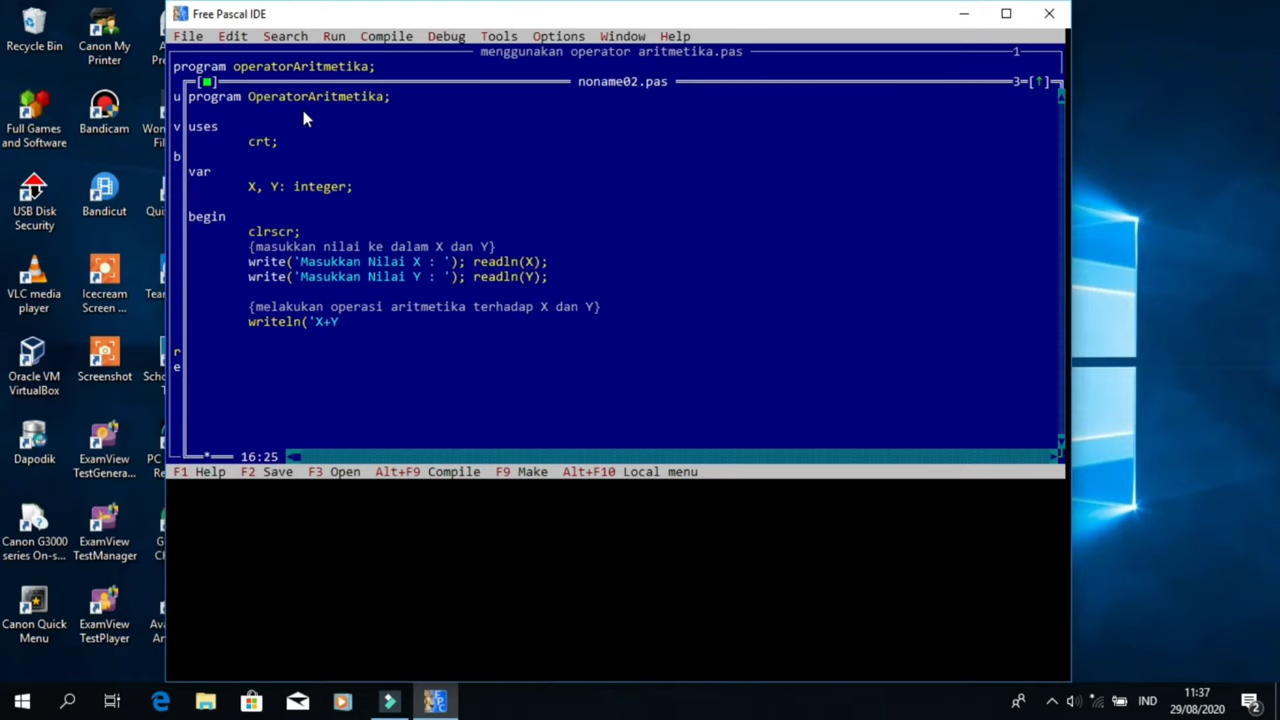 Recycle Bin
Canon My Printer
Full Games and Software
Bandicam
USB Disk Security
Bandicut
VLC media player
Icecream Screen ...
Oracle VM VirtualBox
Screenshot
Dapodik
ExamView TestGenera...
Canon G3000 series On-s...
ExamView TestManager
Canon Quick Menu
ExamView TestPlayer
Free Pascal IDE
File Edit Search Run Compile Debug Tools Options Window Help
menggunakan operator aritmetika.pas 1
program operatorAritmetika;
[■] noname02.pas 3=[↑]
u program OperatorAritmetika;
v uses
crt;
b
var
X, Y: integer;
begin
clrscr;
{masukkan nilai ke dalam X dan Y}
write('Masukkan Nilai X : '); readln(X);
write('Masukkan Nilai Y : '); readln(Y);
{melakukan operasi aritmetika terhadap X dan Y}
writeln('X+Y
r
e
* 16:25
F1 Help F2 Save F3 Open Alt+F9 Compile F9 Make Alt+F10 Local menu
IND
11:37
29/08/2020
2